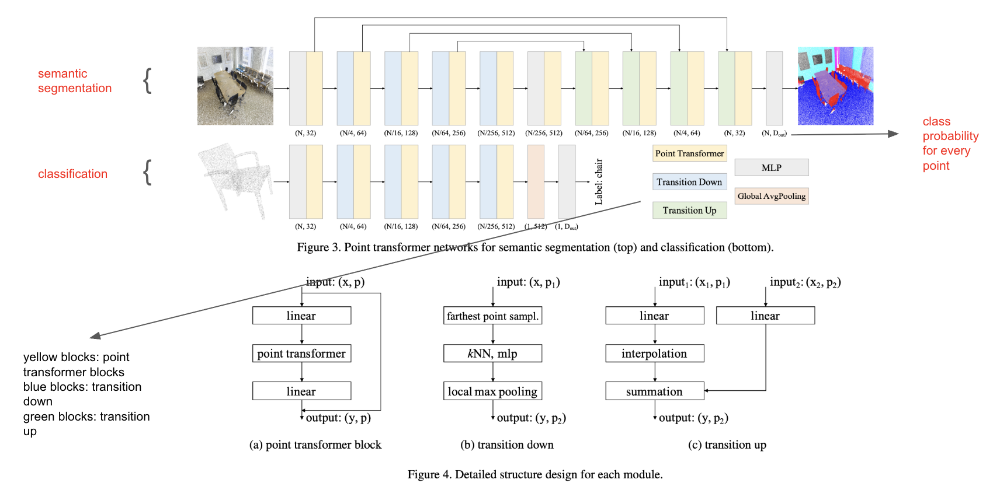 semantic
segmentation
{
(N, 32) (N/4, 64) (N/16, 128) (N/64, 256) (N/256, 512) (N/256, 512) (N/64, 256) (N/16, 128) (N/4, 64) (N, 32) (N, Dout)
class
probability
for every
point
classification
{
Label: chair
(N, 32) (N/4, 64) (N/16, 128) (N/64, 256) (N/256, 512) (1, 512) (1, Dout)
Point Transformer
Transition Down
Transition Up
MLP
Global AvgPooling
Figure 3. Point transformer networks for semantic segmentation (top) and classification (bottom).
yellow blocks: point
transformer blocks
blue blocks: transition
down
green blocks: transition
up
input: (x, p)
linear
point transformer
linear
output: (y, p)
(a) point transformer block
input: (x, p1)
farthest point sampl.
kNN, mlp
local max pooling
output: (y, p2)
(b) transition down
input1: (x1, p1) input2: (x2, p2)
linear linear
interpolation
summation
output: (y, p2)
(c) transition up
Figure 4. Detailed structure design for each module.